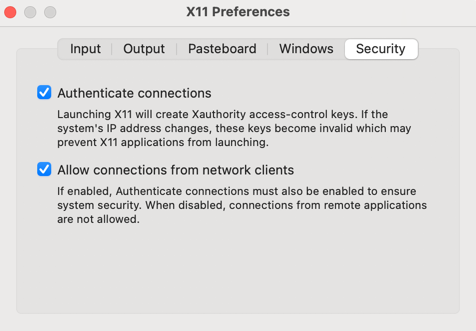 X11 Preferences
Input Output Pasteboard Windows Security
Authenticate connections
Launching X11 will create Xauthority access-control keys. If the
system's IP address changes, these keys become invalid which may
prevent X11 applications from launching.
Allow connections from network clients
If enabled, Authenticate connections must also be enabled to ensure
system security. When disabled, connections from remote applications
are not allowed.